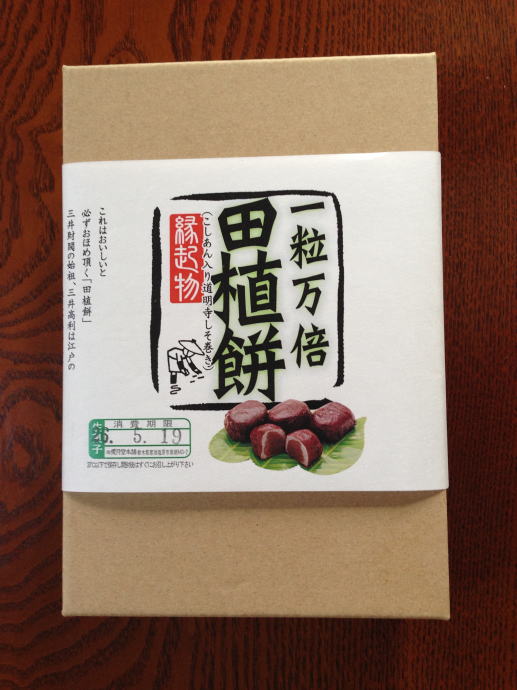 一粒万倍
田植餅
(こしあん入り道明寺しそ巻き)
縁起物
これはおいしいと
必ずおほめ頂く「田植餅」
三井財閥の始祖、三井高利は江戸の
生菓子
消費期限
26.5.19